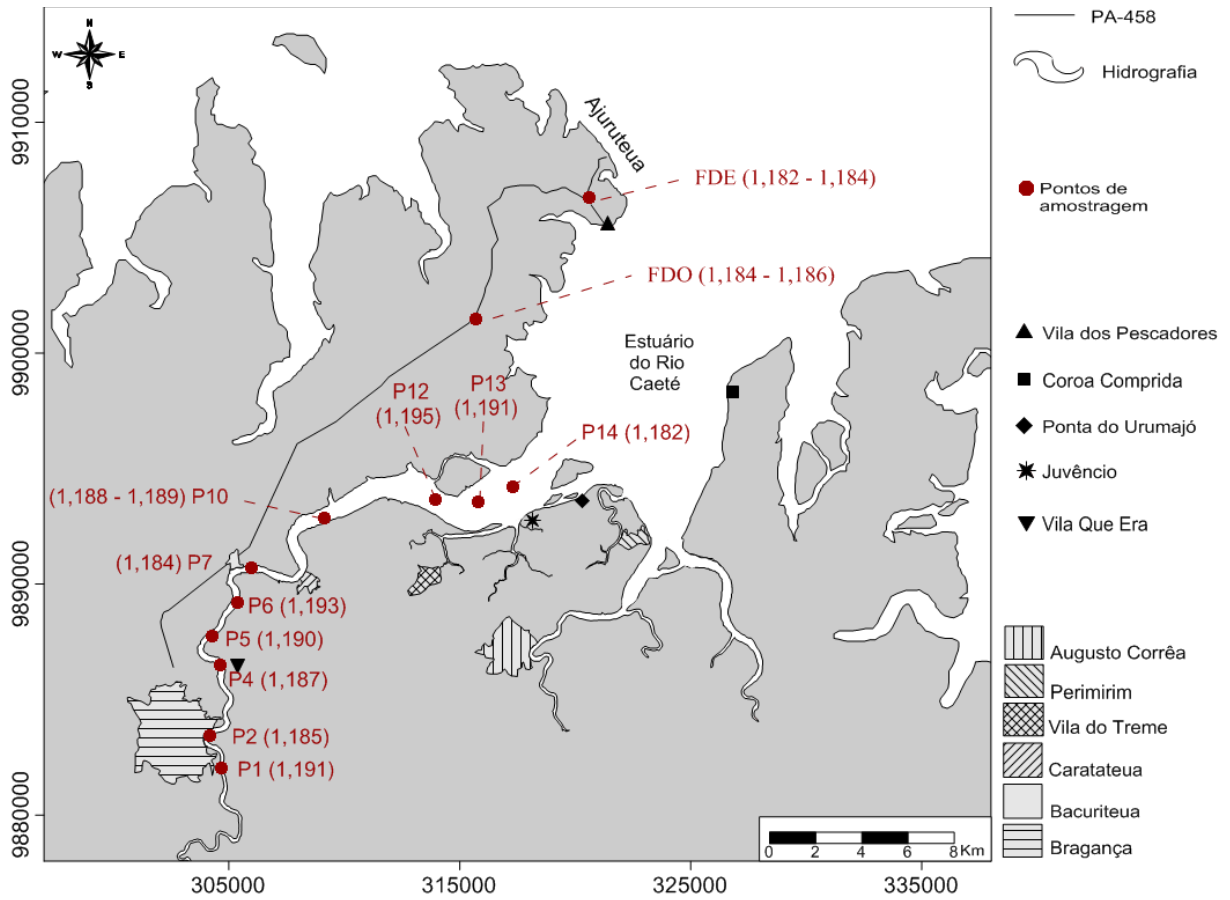 N
W E
S
9910000
9900000
9890000
9880000
305000
315000
325000
335000
Ajuruteua
FDE (1,182 - 1,184)
FDO (1,184 - 1,186)
Estuário
do Rio
Caeté
P12
(1,195)
P13
(1,191)
P14 (1,182)
(1,188 - 1,189) P10
(1,184) P7
P6 (1,193)
P5 (1,190)
P4 (1,187)
P2 (1,185)
P1 (1,191)
0 2 4 6 8 Km
PA-458
Hidrografia
Pontos de
amostragem
Vila dos Pescadores
Coroa Comprida
Ponta do Urumajó
Juvêncio
Vila Que Era
Augusto Corrêa
Perimirim
Vila do Treme
Caratateua
Bacuriteua
Bragança